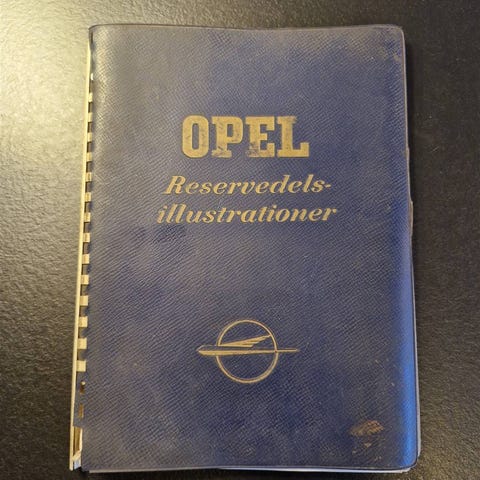 OPEL
Reservedels-
illustrationer